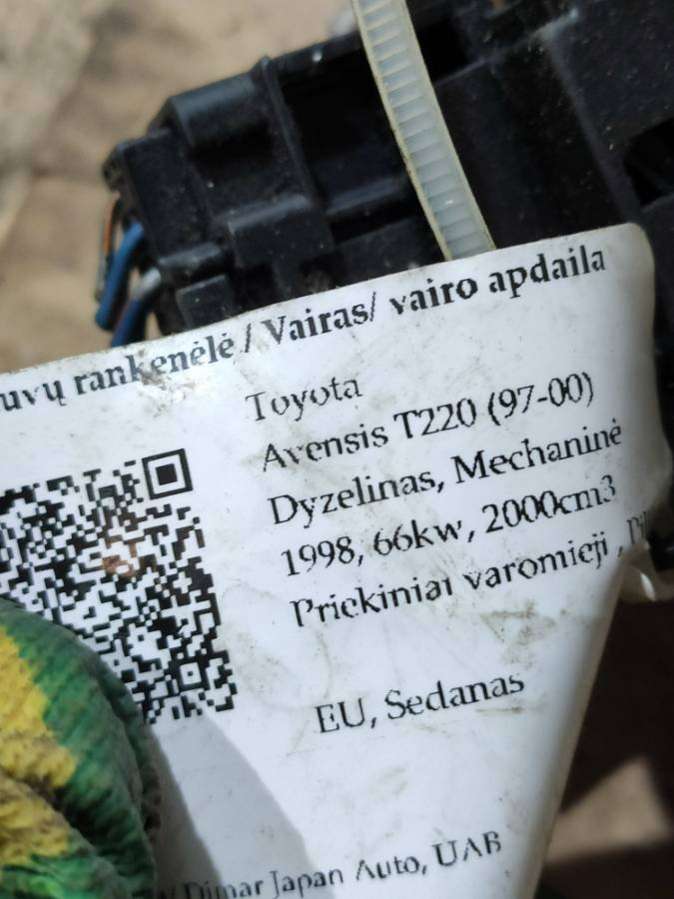 rankenėlė / Vairas/ vairo apdaila
Toyota
Avensis T220 (97-00)
Dyzelinas, Mechaninė
1998, 66kw, 2000cm3
Priekiniai varomieji ,
EU, Sedanas
Dimar Japan Auto, UAB